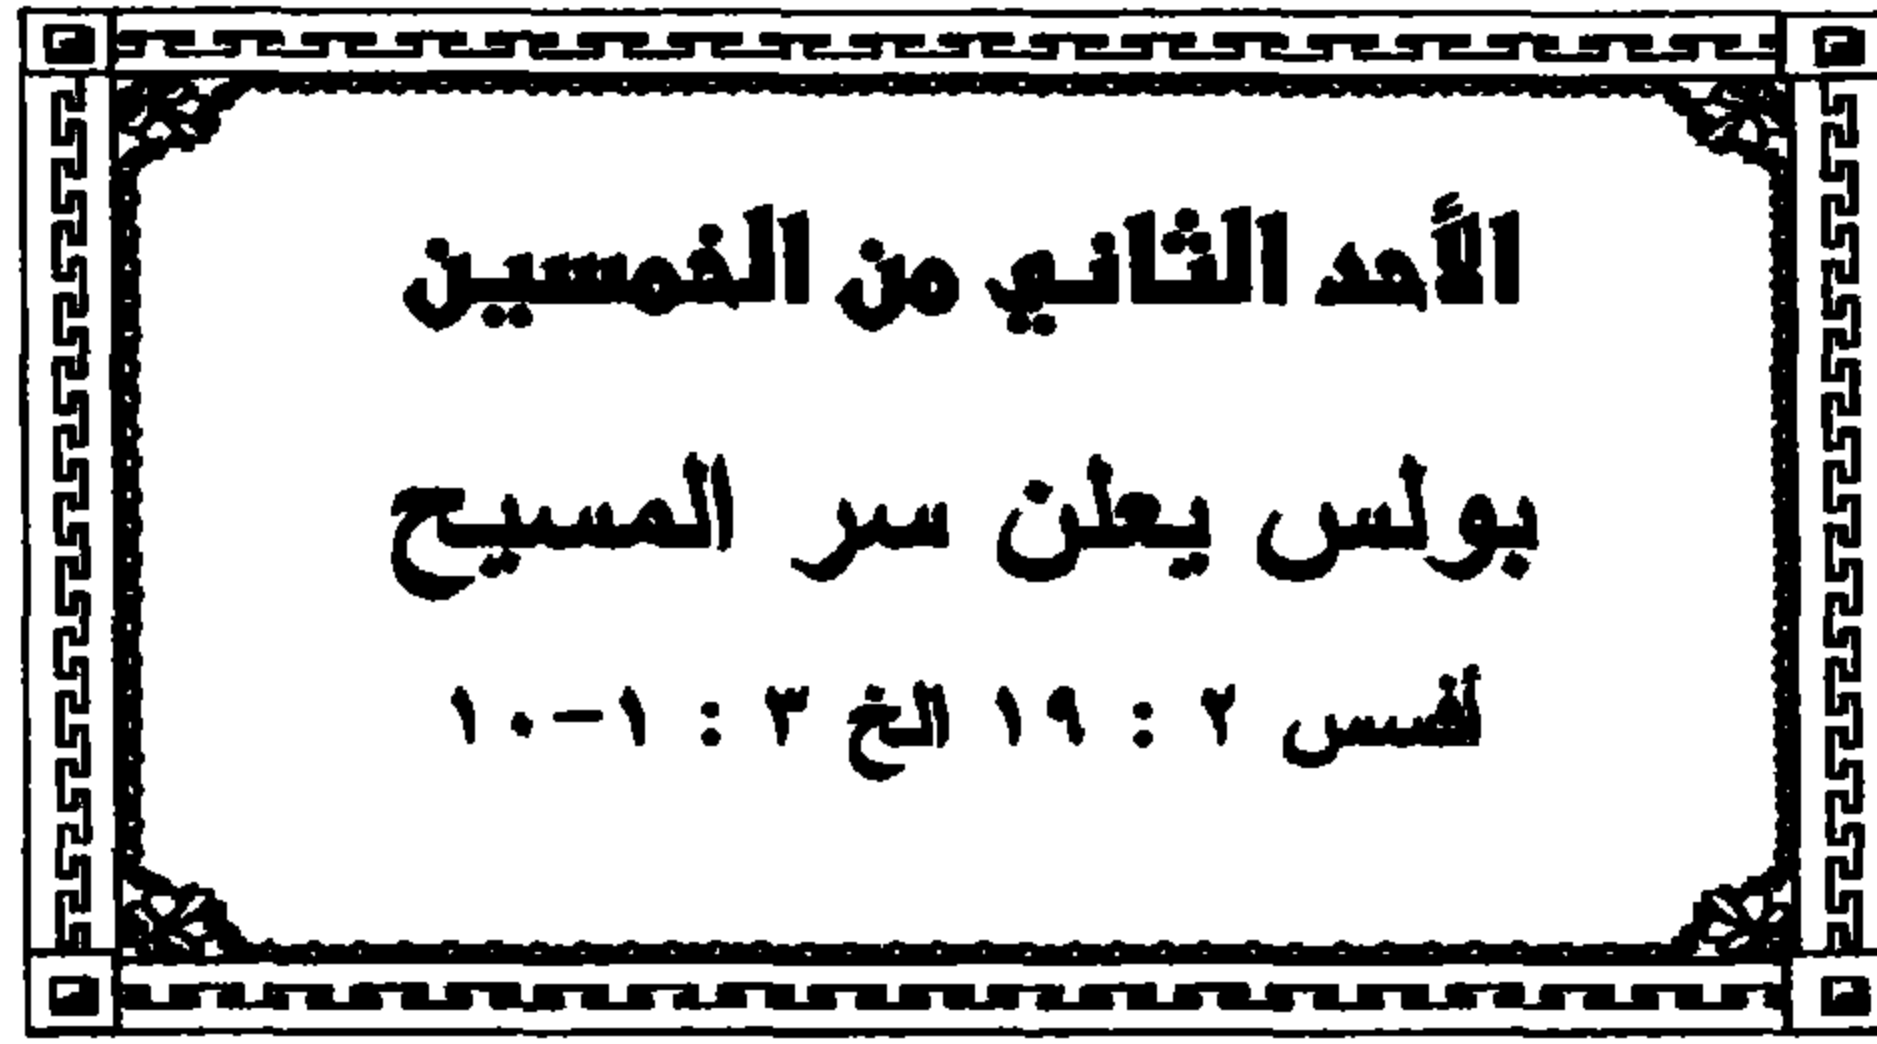 الأحد الثاني من الخمسين
بولس يعلن سر المسيح
أفسس ٢ : ١٩ الخ ٣ : ١-١٠